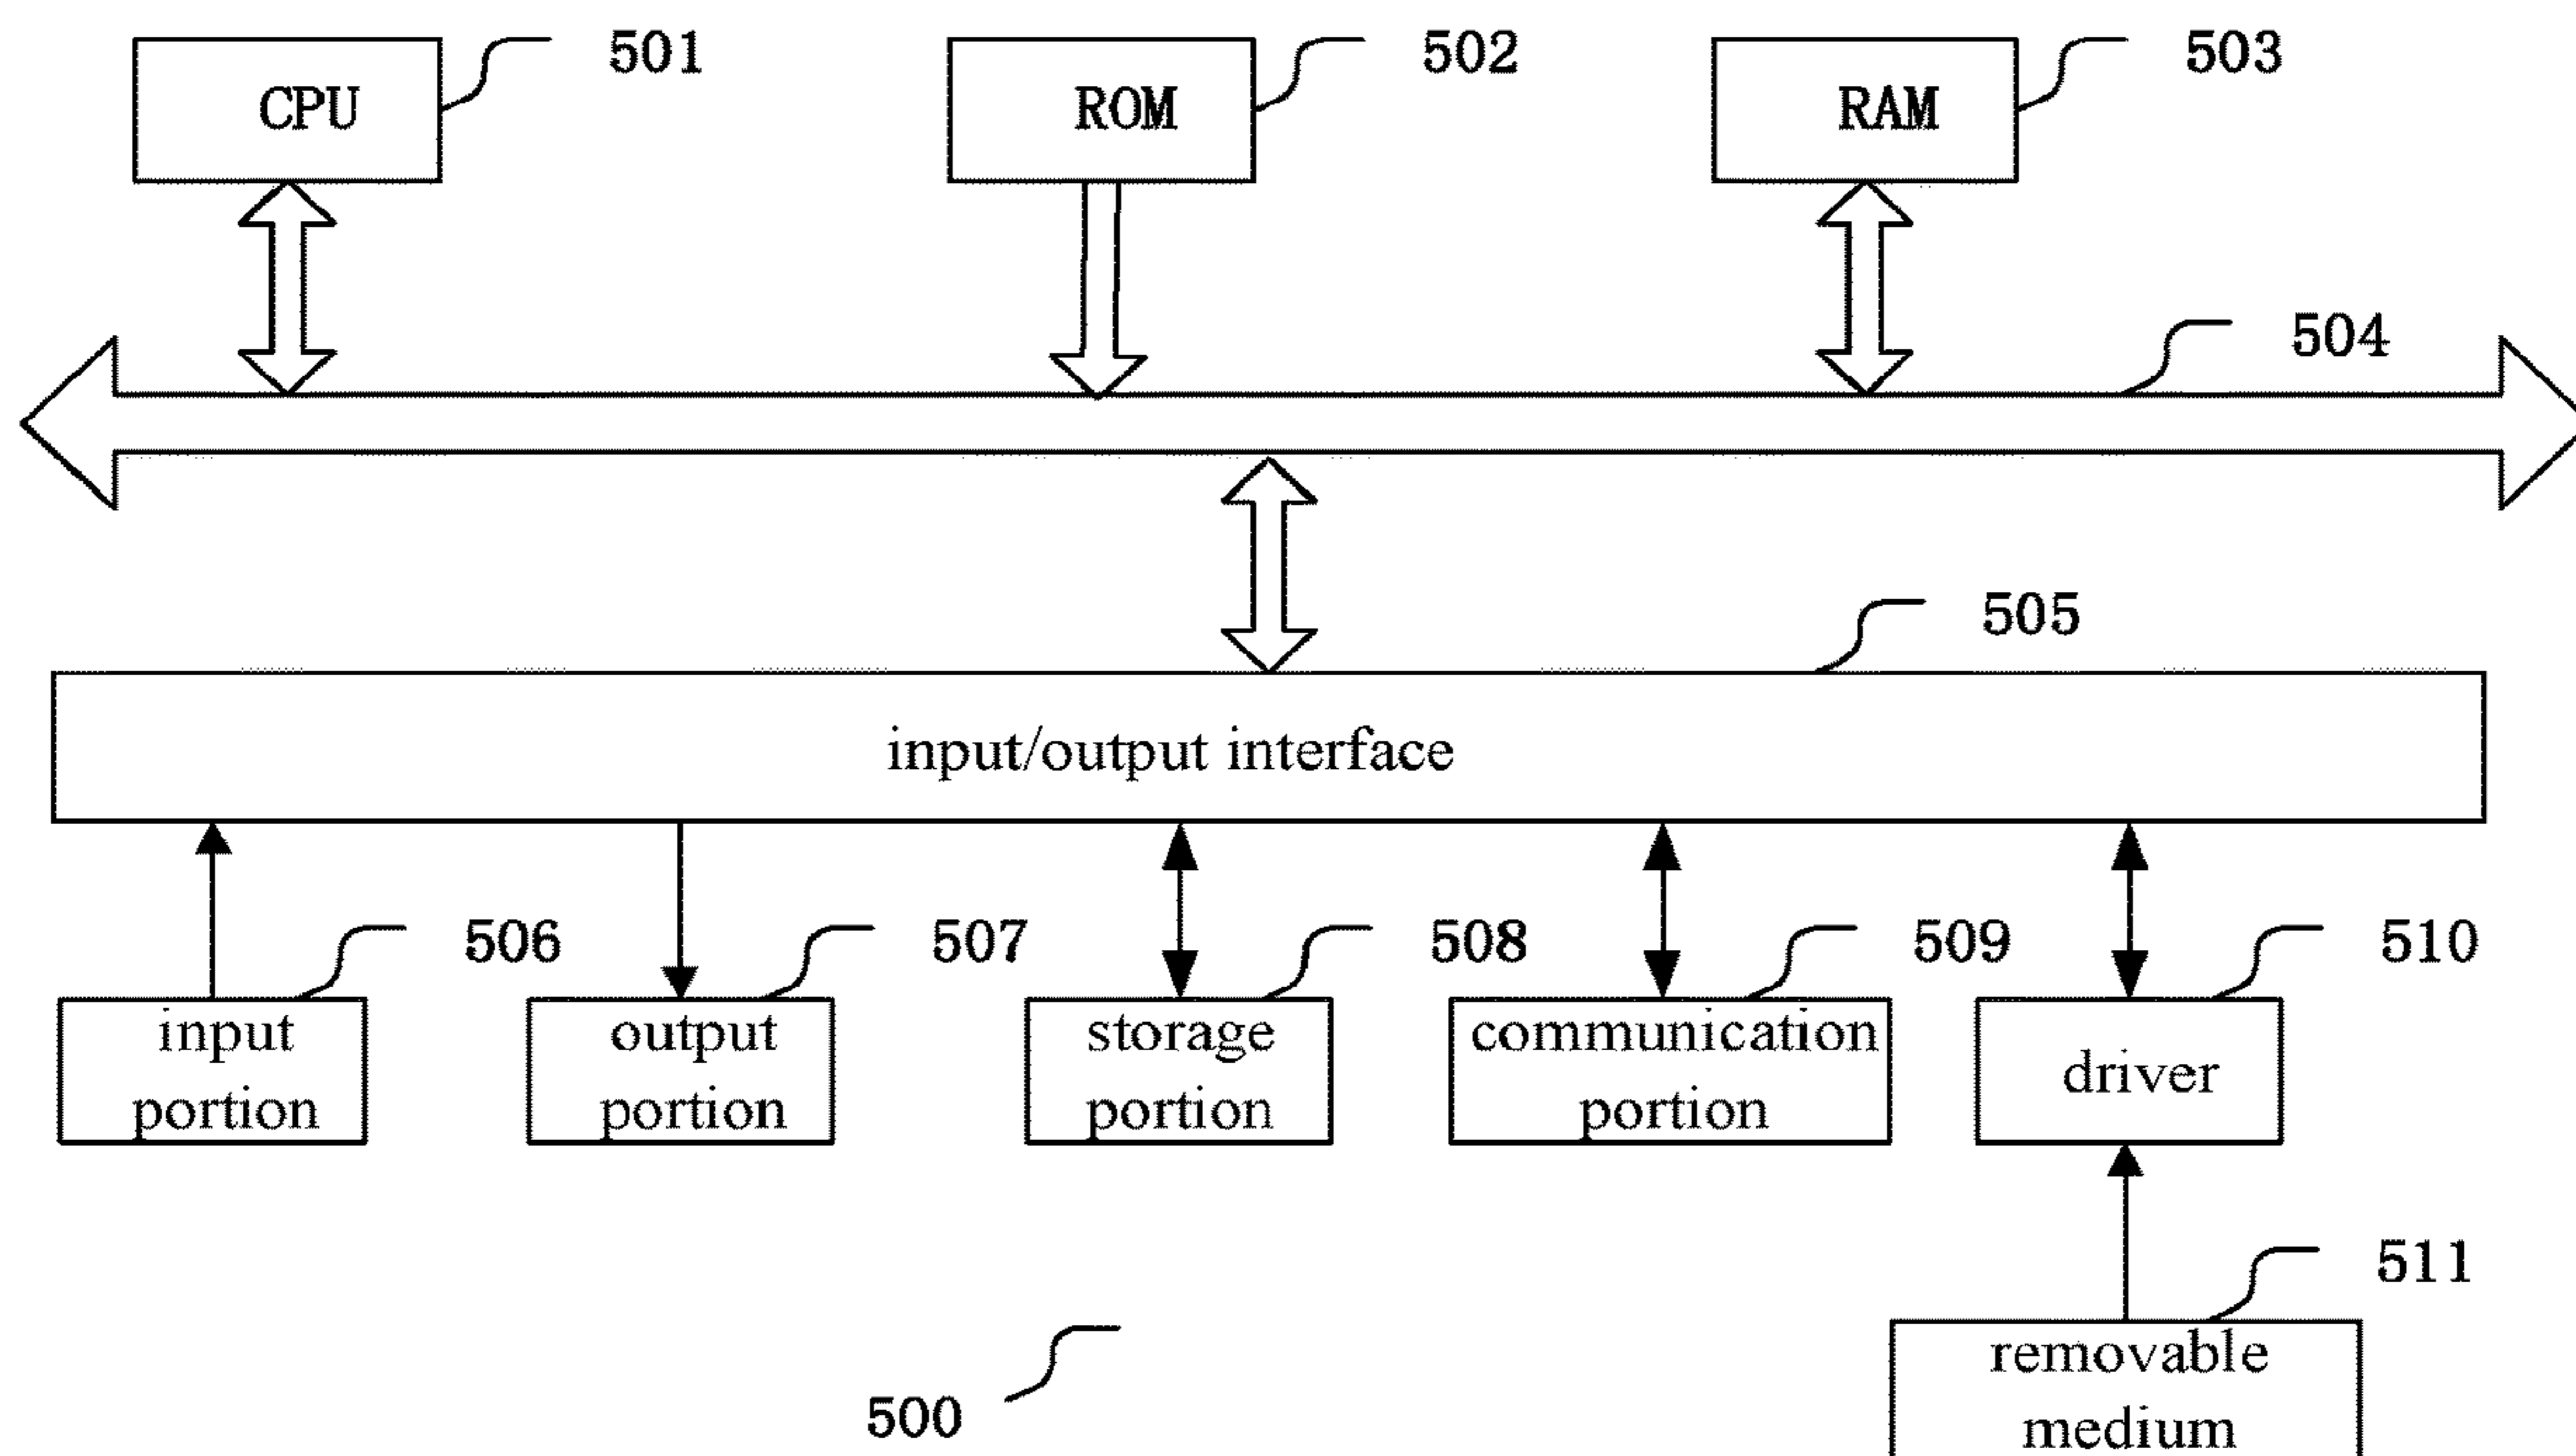 501
502
503
CPU
ROM
RAM
504
505
input/output interface
506
507
508
509
510
input
portion
output
portion
storage
portion
communication
portion
driver
511
removable
medium
500